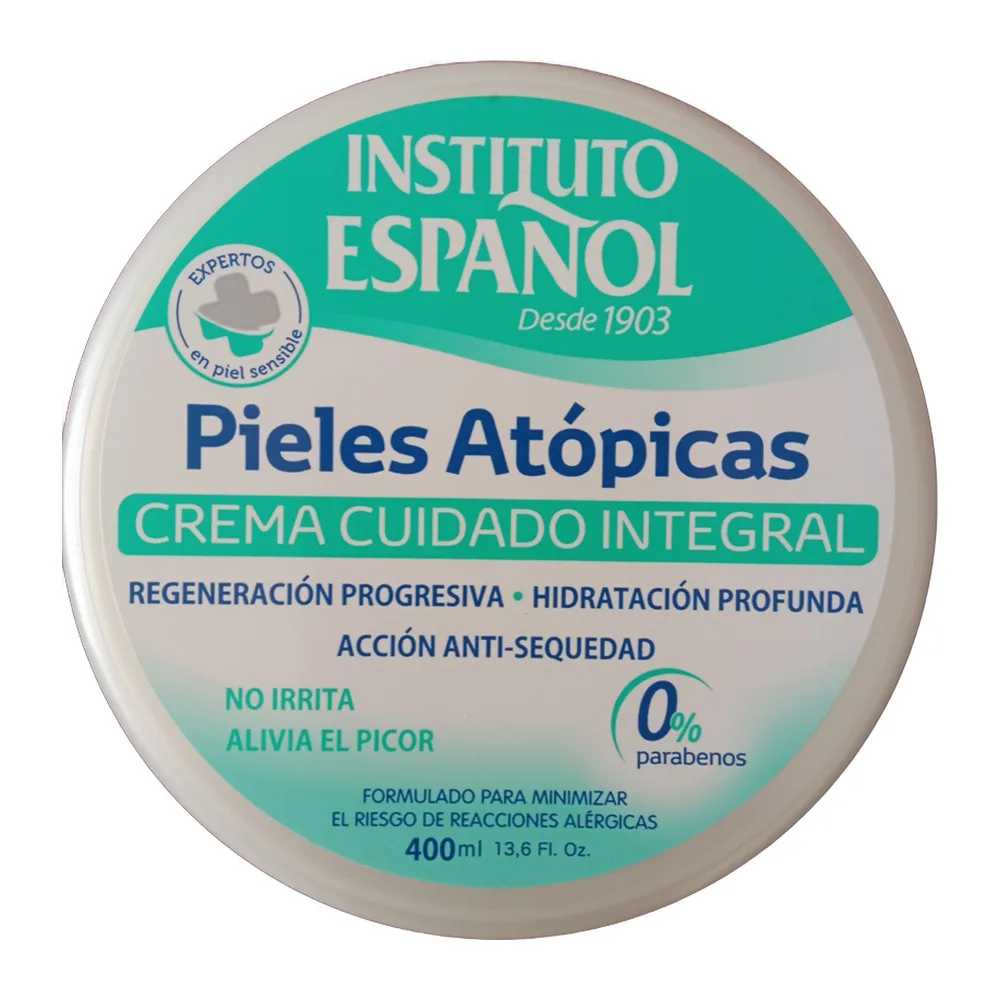 INSTITUTO
ESPAÑOL
Desde 1903
EXPERTOS
en piel sensible
Pieles Atópicas
CREMA CUIDADO INTEGRAL
REGENERACIÓN PROGRESIVA • HIDRATACIÓN PROFUNDA
ACCIÓN ANTI-SEQUEDAD
NO IRRITA
ALIVIA EL PICOR
0%
parabenos
FORMULADO PARA MINIMIZAR
EL RIESGO DE REACCIONES ALÉRGICAS
400ml 13,6 Fl. Oz.